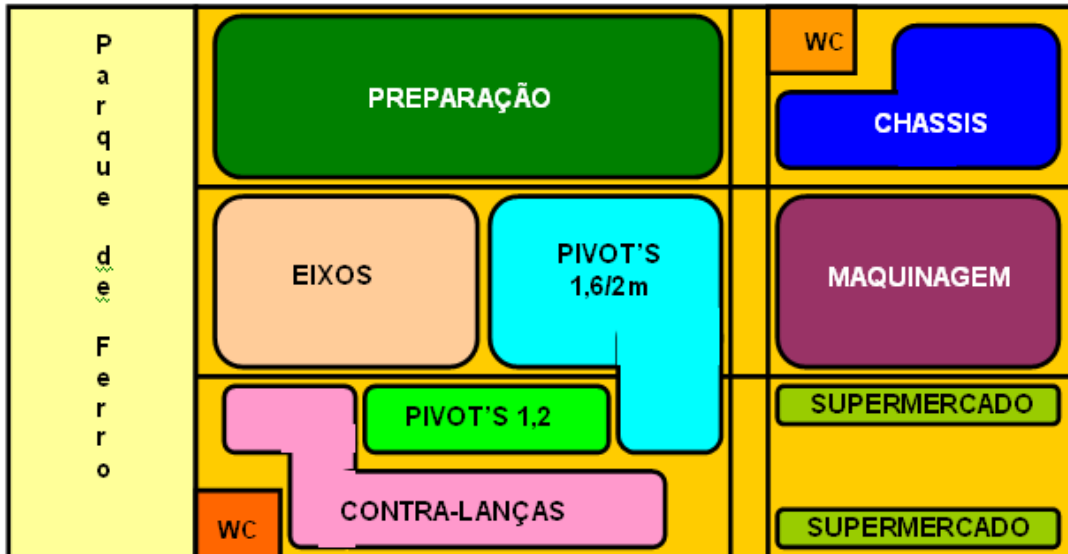 Parque de Ferro
PREPARAÇÃO
WC
CHASSIS
EIXOS
PIVOT'S
1,6/2m
MAQUINAGEM
PIVOT'S 1,2
SUPERMERCADO
CONTRA-LANÇAS
WC
SUPERMERCADO